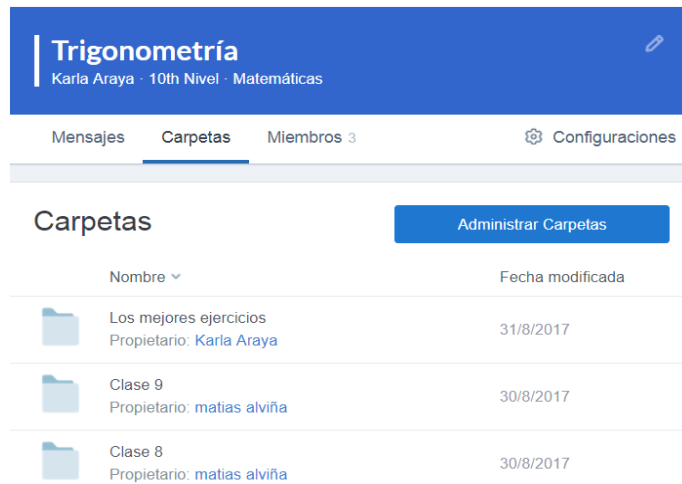 Trigonometría
Karla Araya · 10th Nivel · Matemáticas
Mensajes Carpetas Miembros 3 Configuraciones
Carpetas Administrar Carpetas
Nombre Fecha modificada
Los mejores ejercicios
Propietario: Karla Araya 31/8/2017
Clase 9
Propietario: matias alviña 30/8/2017
Clase 8
Propietario: matias alviña 30/8/2017